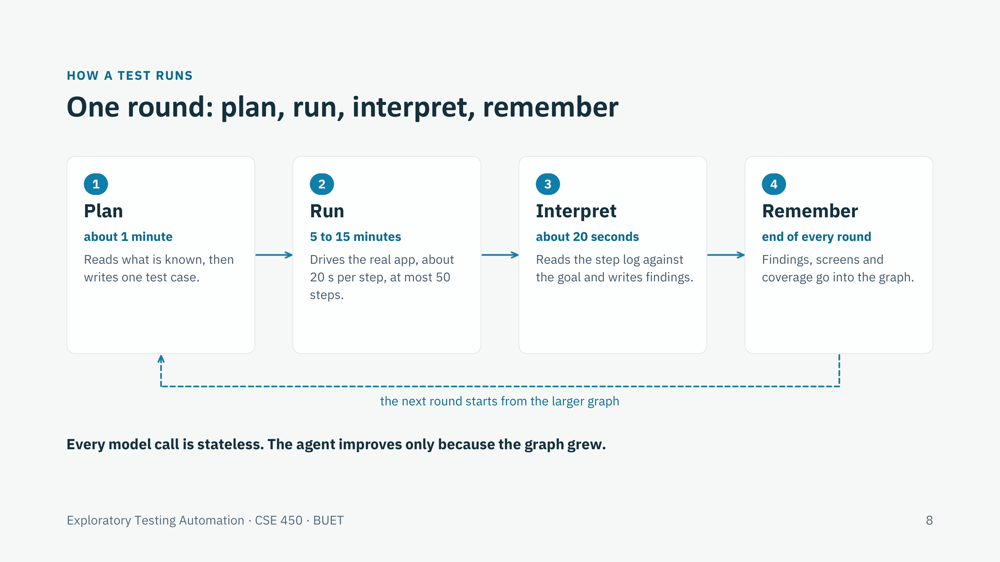 HOW A TEST RUNS
One round: plan, run, interpret, remember
1
Plan
about 1 minute
Reads what is known, then
writes one test case.
2
Run
5 to 15 minutes
Drives the real app, about
20 s per step, at most 50
steps.
3
Interpret
about 20 seconds
Reads the step log against
the goal and writes findings.
4
Remember
end of every round
Findings, screens and
coverage go into the graph.
the next round starts from the larger graph
Every model call is stateless. The agent improves only because the graph grew.
Exploratory Testing Automation · CSE 450 · BUET
8